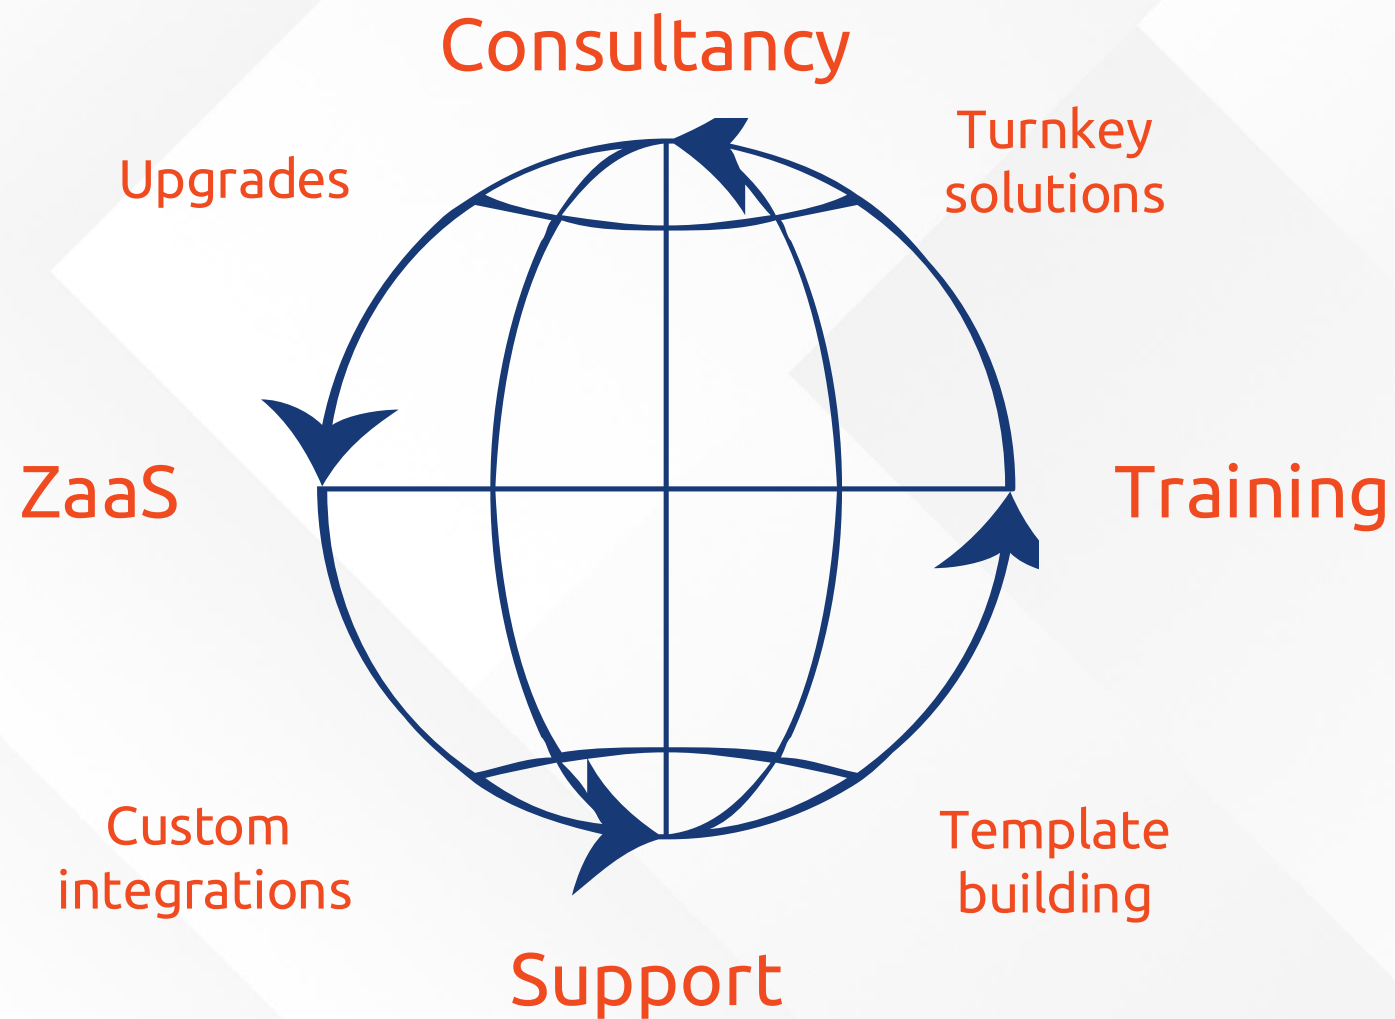 Consultancy
Turnkey
solutions
Upgrades
ZaaS
Training
Custom
integrations
Template
building
Support